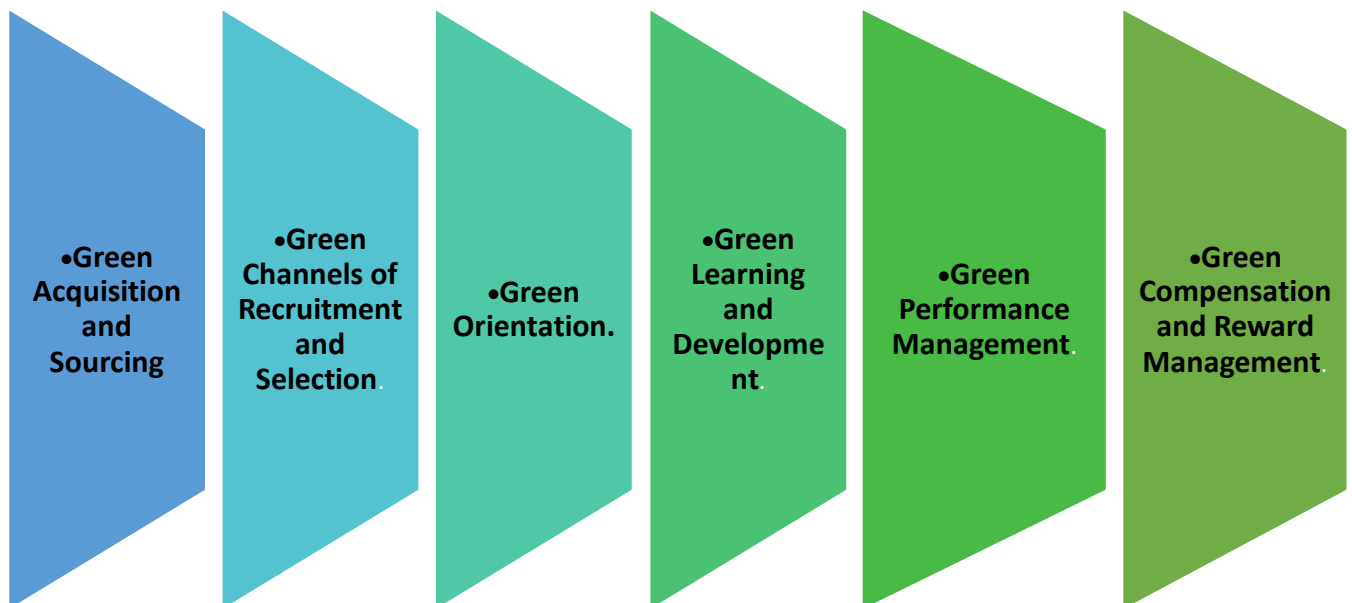 •Green
Acquisition
and
Sourcing
•Green
Channels of
Recruitment
and
Selection.
•Green
Orientation.
•Green
Learning
and
Developme
nt.
•Green
Performance
Management.
•Green
Compensation
and Reward
Management.